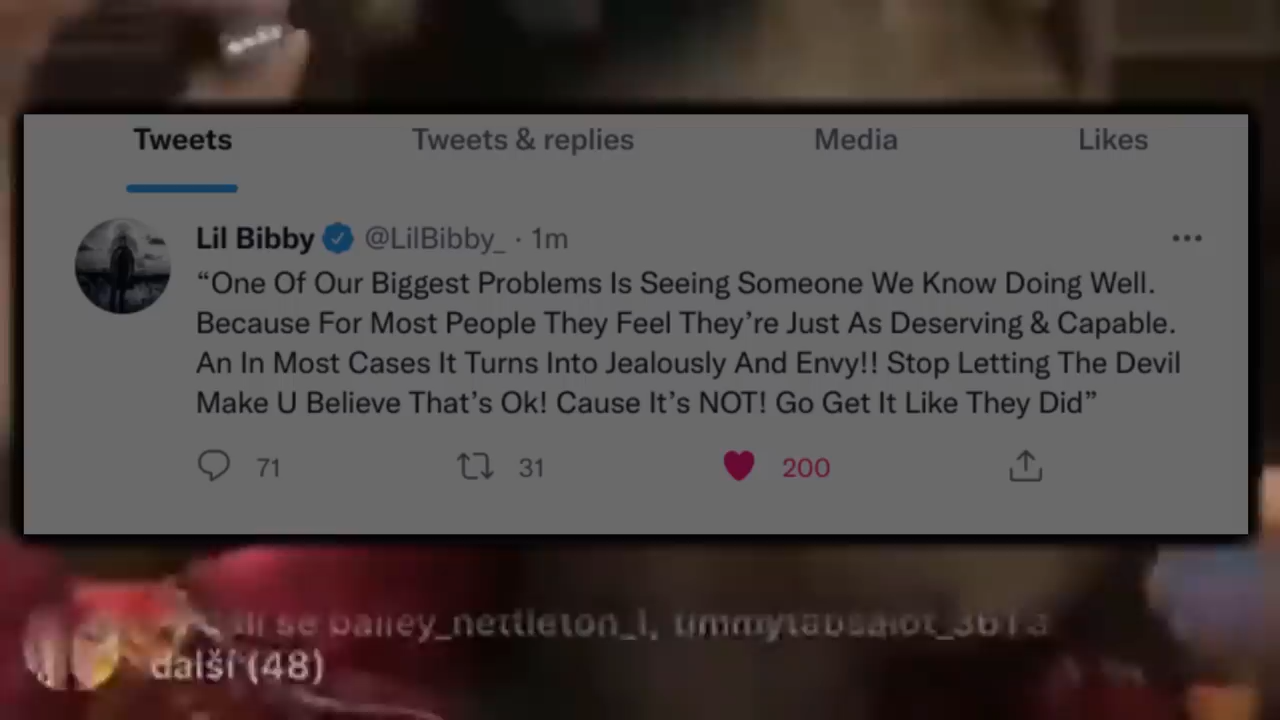 Tweets Tweets & replies Media Likes
Lil Bibby @LilBibby_ · 1m
“One Of Our Biggest Problems Is Seeing Someone We Know Doing Well.
Because For Most People They Feel They’re Just As Deserving & Capable.
An In Most Cases It Turns Into Jealously And Envy!! Stop Letting The Devil
Make U Believe That’s Ok! Cause It’s NOT! Go Get It Like They Did”
71 31 200
se bailey_nettleton_l,
další (48)